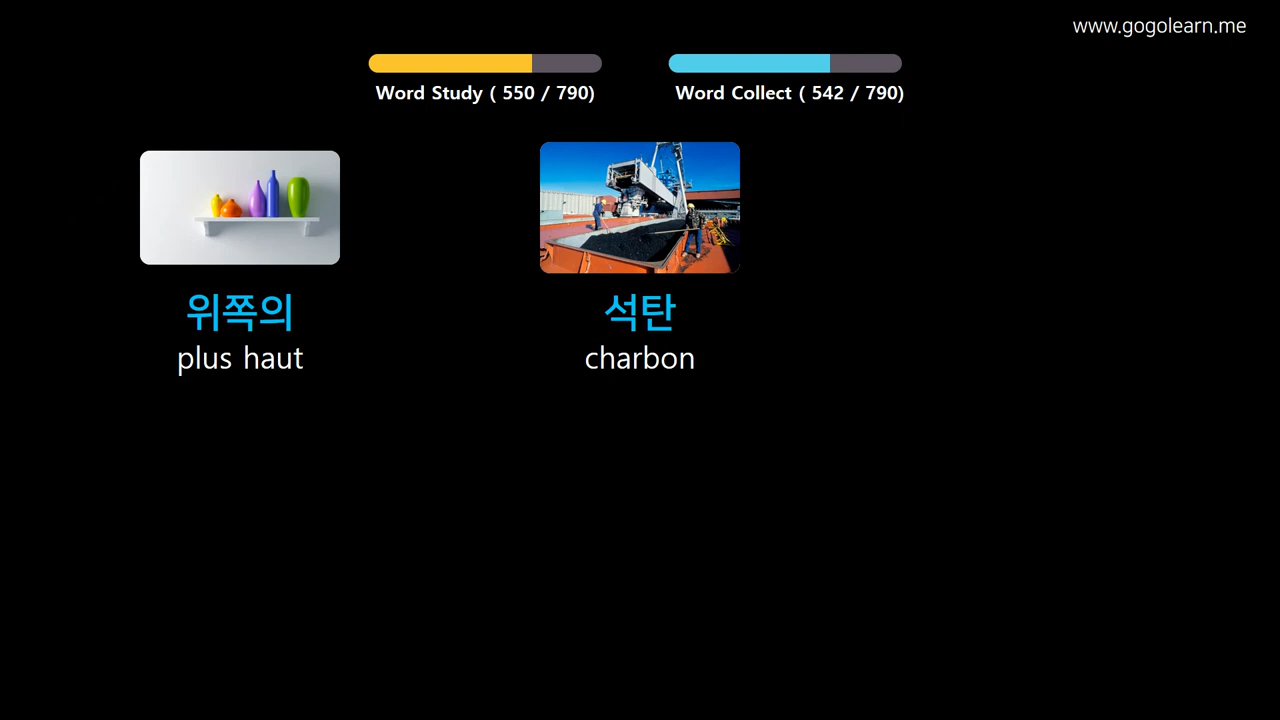 www.gogolearn.me
Word Study ( 550 / 790)
Word Collect ( 542 / 790)
위쪽의
plus haut
석탄
charbon